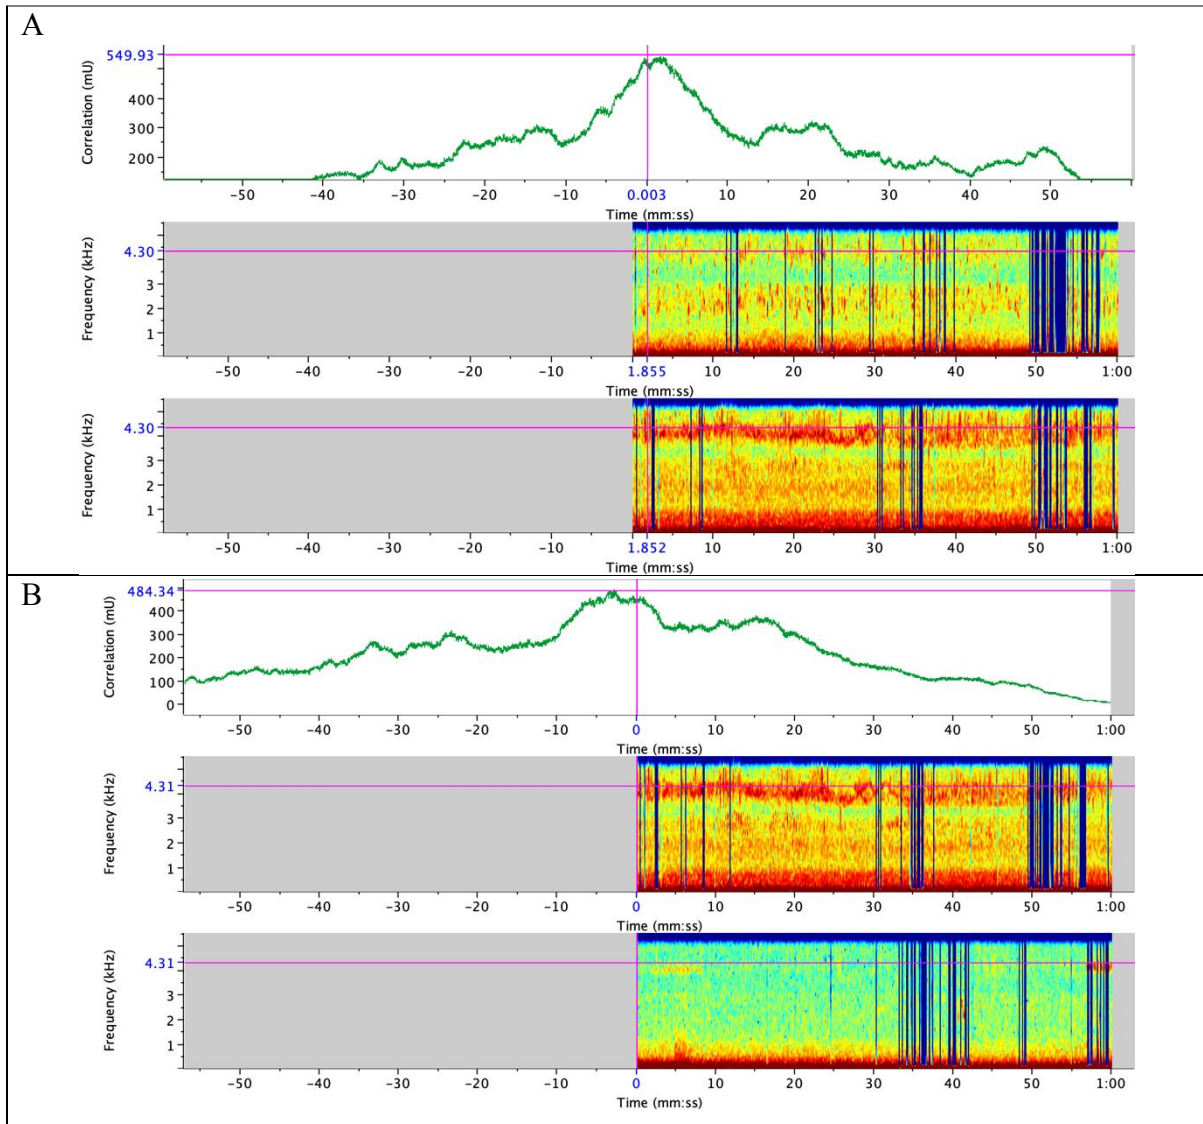 A
549.93
400
300
200
Correlation (mU)
−50 −40 −30 −20 −10 0.003 10 20 30 40 50
Time (mm:ss)
4.30
3
2
1
Frequency (kHz)
−50 −40 −30 −20 −10 1.855 10 20 30 40 50 1:00
Time (mm:ss)
4.30
3
2
1
Frequency (kHz)
−50 −40 −30 −20 −10 1.852 10 20 30 40 50 1:00
Time (mm:ss)
B
484.34
400
300
200
100
0
Correlation (mU)
−50 −40 −30 −20 −10 0 10 20 30 40 50 1:00
Time (mm:ss)
4.31
3
2
1
Frequency (kHz)
−50 −40 −30 −20 −10 0 10 20 30 40 50 1:00
Time (mm:ss)
4.31
3
2
1
Frequency (kHz)
−50 −40 −30 −20 −10 0 10 20 30 40 50 1:00
Time (mm:ss)